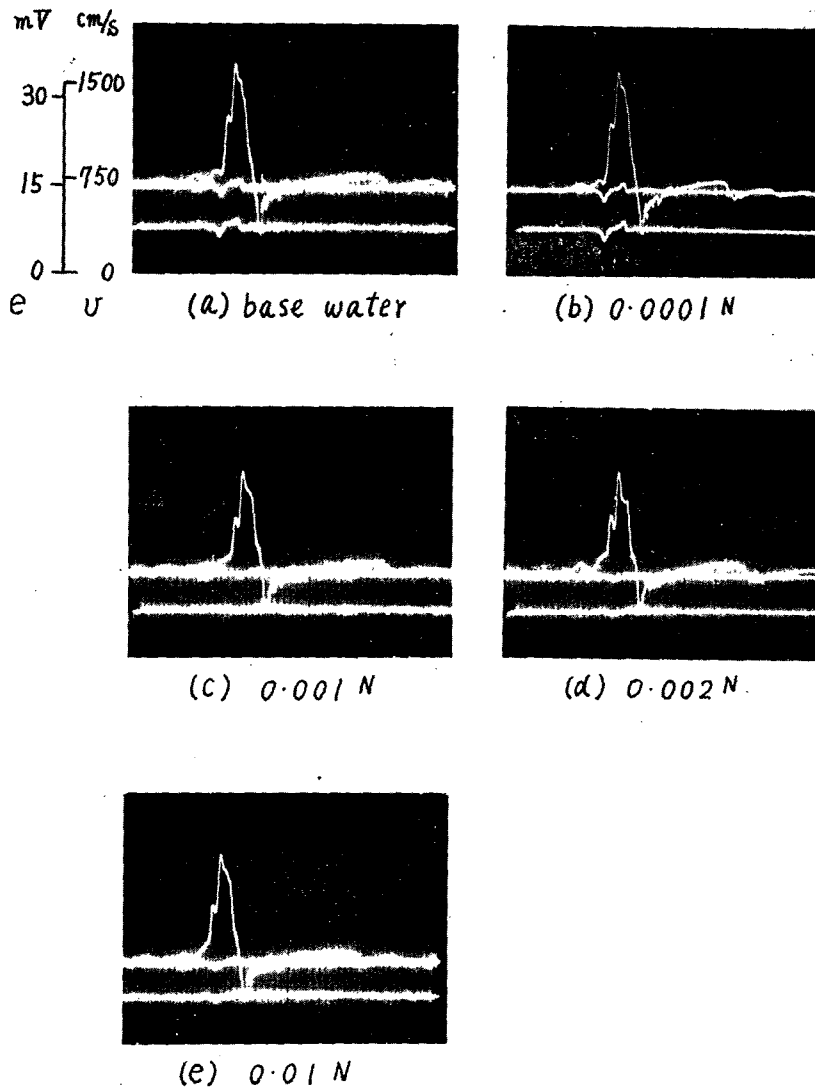 mV cm/s
1500
30
750
15
0 0
e v
(a) base water
(b) 0.0001 N
(c) 0.001 N
(d) 0.002 N
(e) 0.01 N